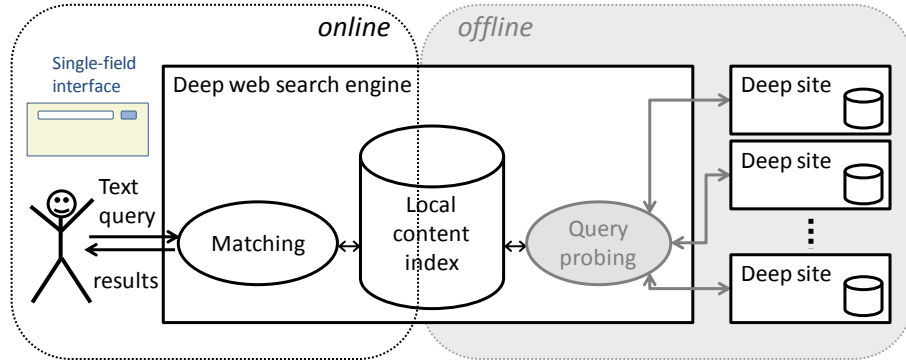 online
offline
Single-field
interface
Deep web search engine
Deep site
Deep site
Text
query
Matching
Local
content
index
Query
probing
results
Deep site